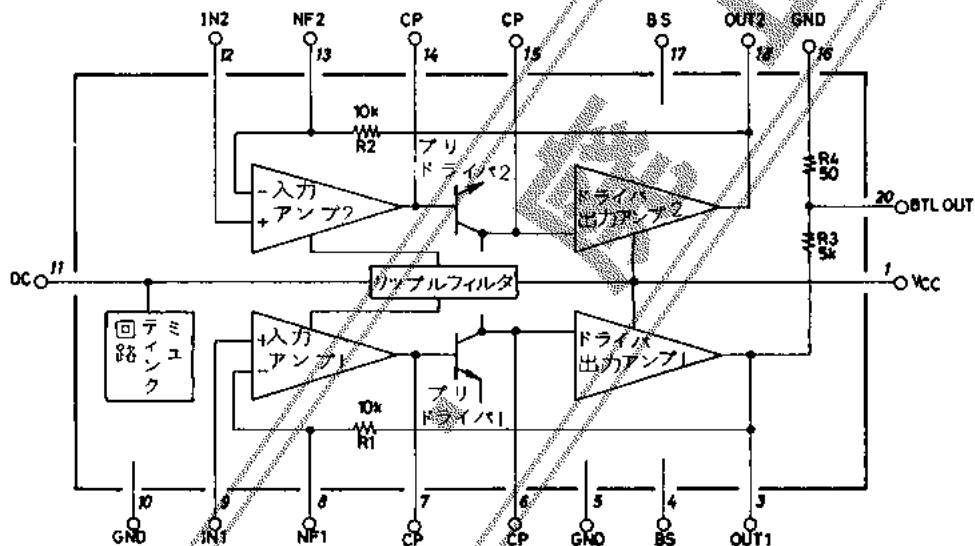 IN2 NF2 CP CP BS OUT2 GND
12 13 14 15 17 18 16
10k
R2
プリ
ドライバ2
R4
50
－ 入力
アンプ2
+
ドライバ
出力アンプ2
20 BTL OUT
R3
5k
DC 11
リップルフィルタ
1 VCC
ミュ
ティンク
回路
+ 入力
アンプ1
－
ドライバ
出力アンプ1
プリ
ドライバ1
10k
R1
10 9 8 7 6 5 4 3
GND IN1 NF1 CP CP GND BS OUT1